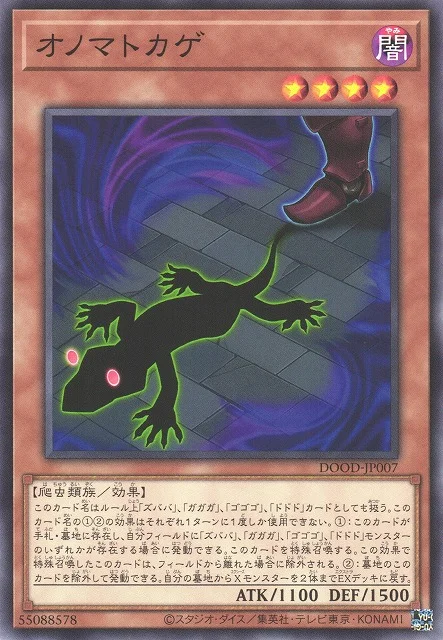 オノマトカゲ
闇
やみ
DOOD-JP007
【爬虫類族／効果】
このカード名はルール上「ズババ」、「ガガガ」、「ゴゴゴ」、「ドドド」カードとしても扱う。この
カード名の①②の効果はそれぞれ1ターンに1度しか使用できない。①：このカードが
手札・墓地に存在し、自分フィールドに「ズババ」、「ガガガ」、「ゴゴゴ」、「ドドド」モンスター
のいずれかが存在する場合に発動できる。このカードを特殊召喚する。この効果で
特殊召喚したこのカードは、フィールドから離れた場合に除外される。②：墓地のこの
カードを除外して発動できる。自分の墓地からXモンスターを2体までEXデッキに戻す。
ATK/1100 DEF/1500
55088578
©スタジオ・ダイス／集英社・テレビ東京・KONAMI